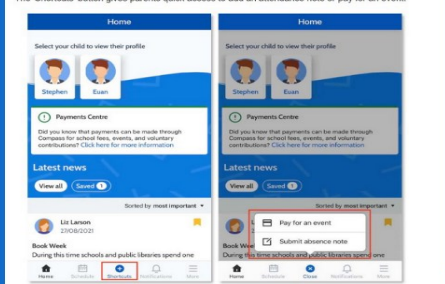 The Shortcuts button gives parents quick access to add an attendance note or pay for an event.
Home
Select your child to view their profile
Stephen
Euan
Payments Centre
Did you know that payments can be made through
Compass for school fees, events, and voluntary
contributions? Click here for more information
Latest news
View all
Saved 1
Sorted by most important
Liz Larson
27/08/2021
Book Week
During this time schools and public libraries spend one
Home
Schedule
Shortcuts
Notifications
More
Home
Select your child to view their profile
Stephen
Euan
Payments Centre
Did you know that payments can be made through
Compass for school fees, events, and voluntary
contributions? Click here for more information
Latest news
View all
Saved 1
Sorted by most important
Pay for an event
Submit absence note
Book Week
During this time schools and public libraries spend one
Home
Schedule
Close
Notifications
More